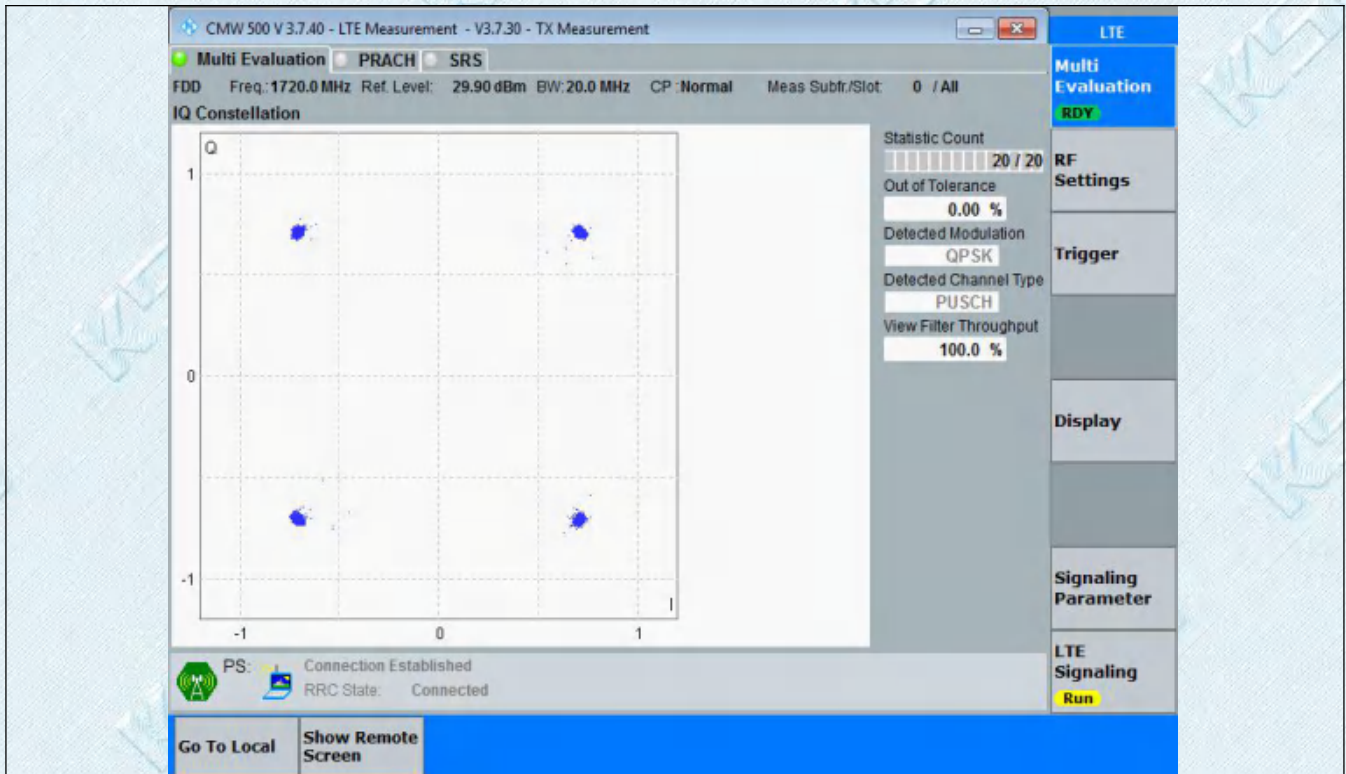 CMW 500 V 3.7.40 - LTE Measurement - V3.7.30 - TX Measurement
LTE
Multi Evaluation PRACH SRS
FDD Freq.: 1720.0 MHz Ref. Level: 29.90 dBm BW: 20.0 MHz CP : Normal Meas Subfr./Slot: 0 / All
IQ Constellation
Q
1
0
-1
I
-1 0 1
Statistic Count
20 / 20
Out of Tolerance
0.00 %
Detected Modulation
QPSK
Detected Channel Type
PUSCH
View Filter Throughput
100.0 %
Multi
Evaluation
RDY
RF
Settings
Trigger
Display
Signaling
Parameter
LTE
Signaling
Run
PS: Connection Established
RRC State: Connected
Go To Local
Show Remote
Screen